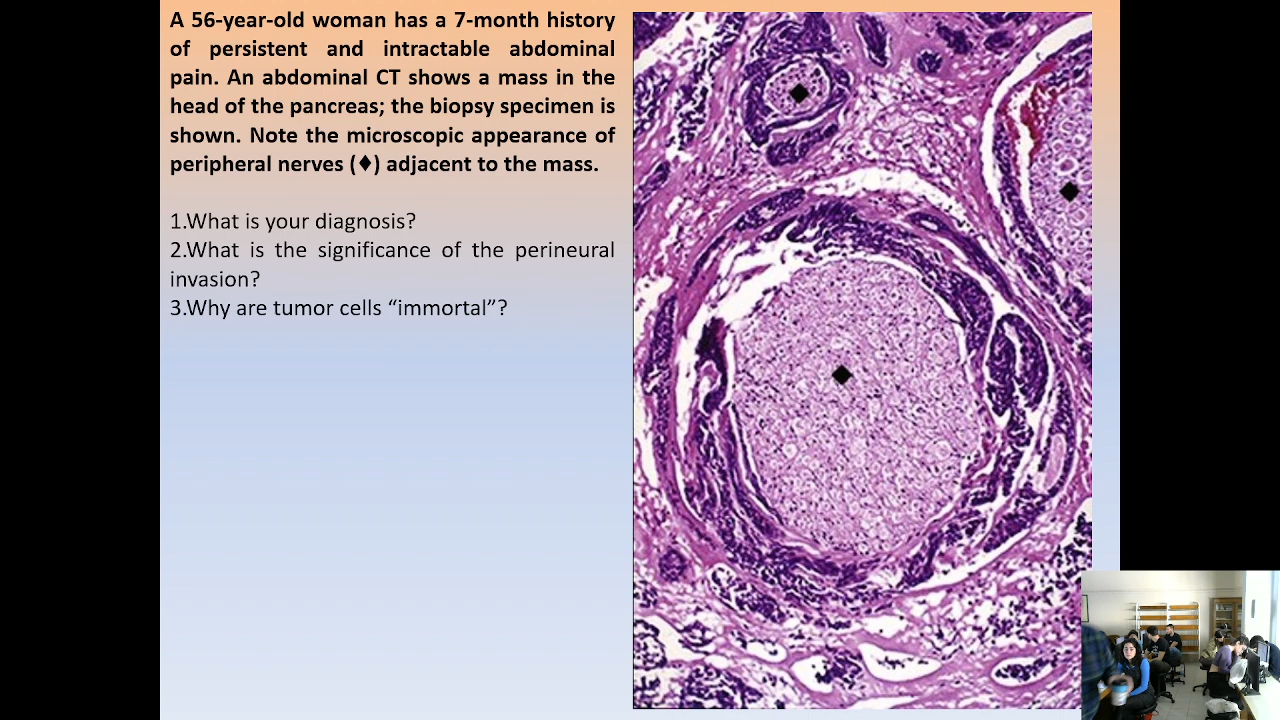 A 56-year-old woman has a 7-month history
of persistent and intractable abdominal
pain. An abdominal CT shows a mass in the
head of the pancreas; the biopsy specimen is
shown. Note the microscopic appearance of
peripheral nerves (♦) adjacent to the mass.
1.What is your diagnosis?
2.What is the significance of the perineural
invasion?
3.Why are tumor cells “immortal”?